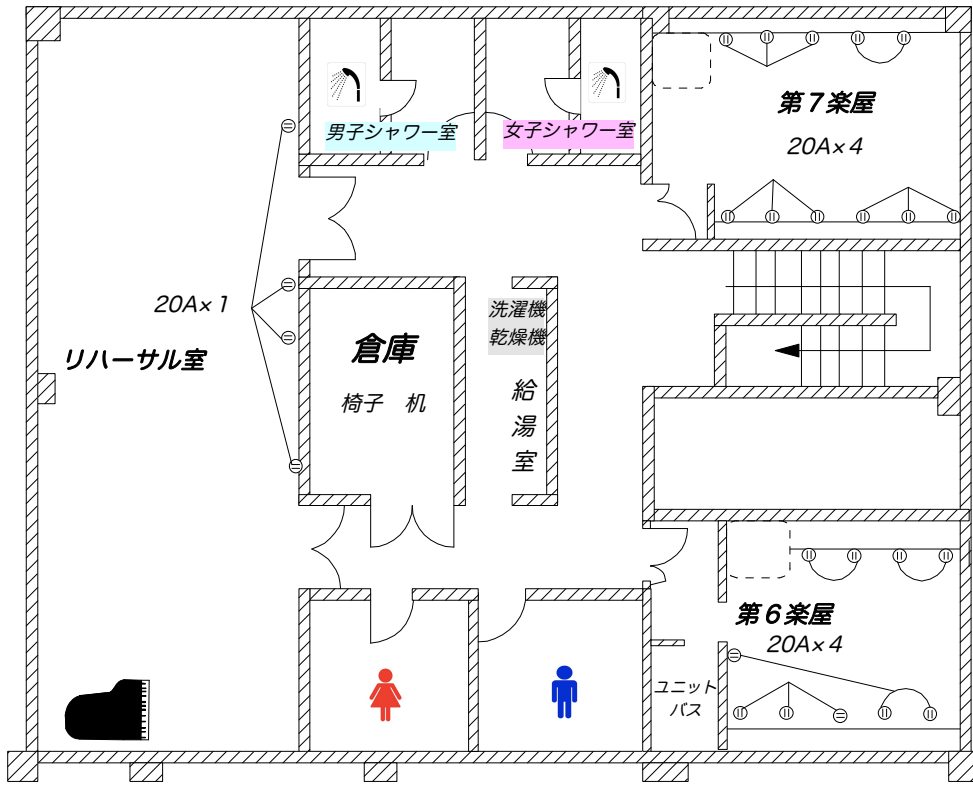 男子シャワー室
女子シャワー室
第７楽屋
20A×４
20A×１
リハーサル室
倉庫
椅子　机
洗濯機
乾燥機
給
湯
室
第６楽屋
20A×４
ユニット
バス